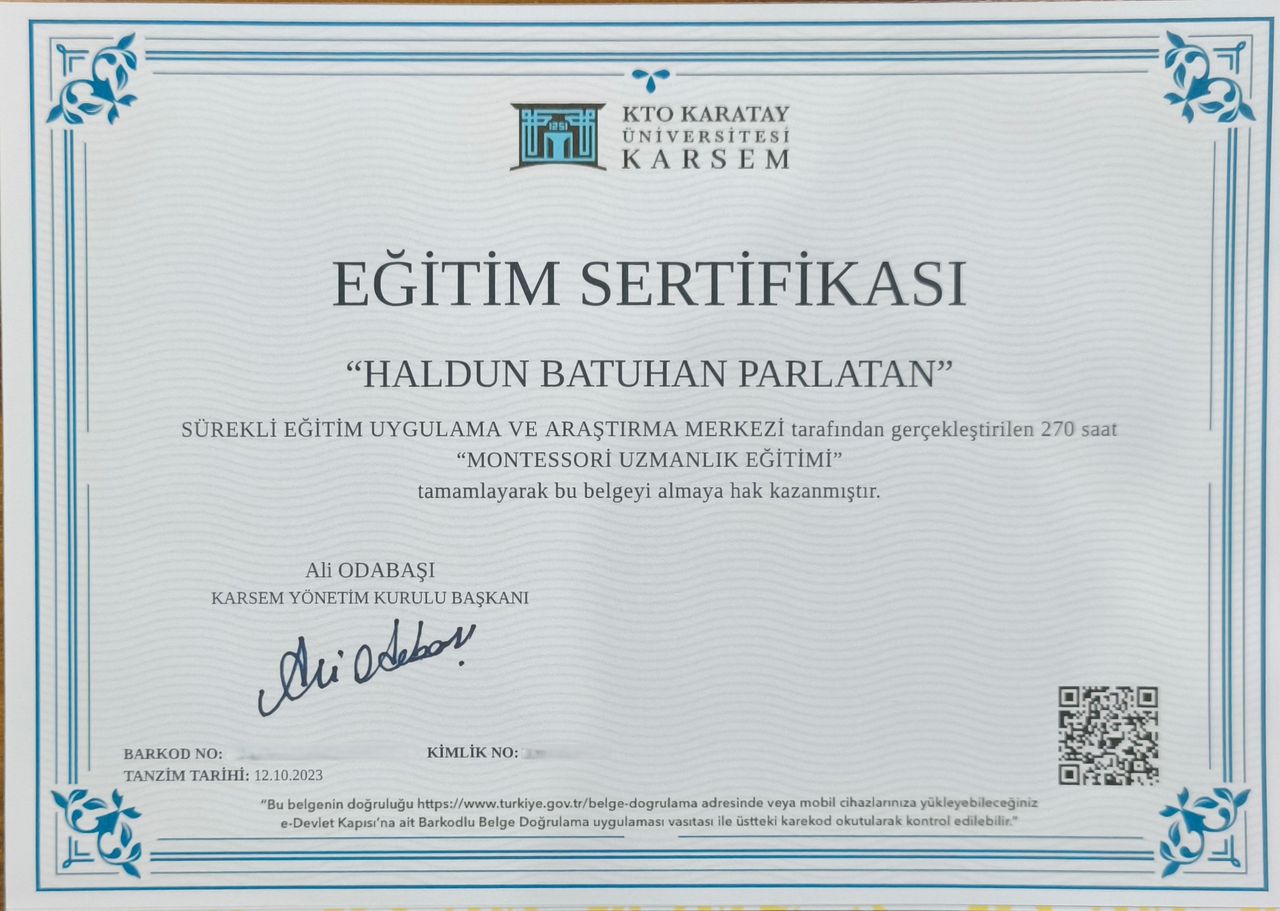 1251
KTO KARATAY
ÜNİVERSİTESİ
KARSEM
EĞİTİM SERTİFİKASI
“HALDUN BATUHAN PARLATAN”
SÜREKLİ EĞİTİM UYGULAMA VE ARAŞTIRMA MERKEZİ tarafından gerçekleştirilen 270 saat
“MONTESSORİ UZMANLIK EĞİTİMİ”
tamamlayarak bu belgeyi almaya hak kazanmıştır.
Ali ODABAŞI
KARSEM YÖNETİM KURULU BAŞKANI
Ali Odabaşı
BARKOD NO:
KİMLİK NO:
TANZİM TARİHİ: 12.10.2023
“Bu belgenin doğruluğu https://www.turkiye.gov.tr/belge-dogrulama adresinde veya mobil cihazlarınıza yükleyebileceğiniz
e-Devlet Kapısı’na ait Barkodlu Belge Doğrulama uygulaması vasıtası ile üstteki karekod okutularak kontrol edilebilir.”